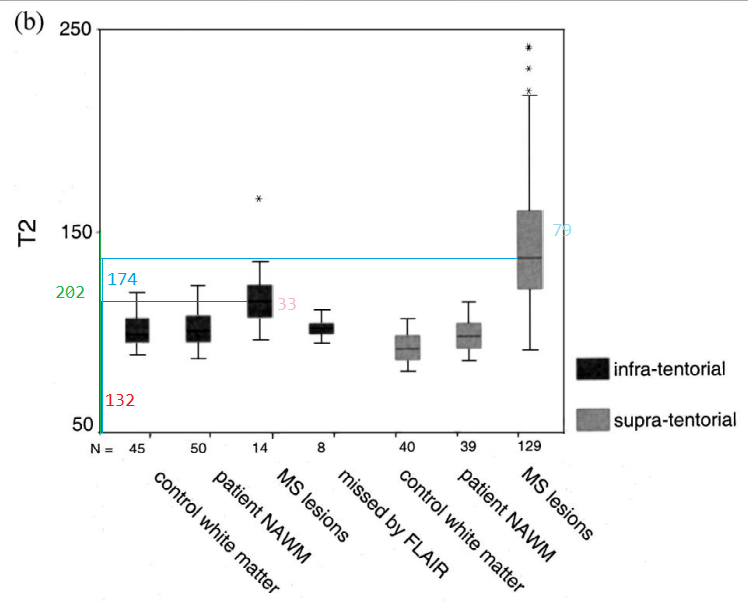 (b)
250
T2
150
79
174
202
33
132
50
infra-tentorial
supra-tentorial
N = 45 50 14 8 40 39 129
control white matter
patient NAWM
MS lesions
missed by FLAIR
control white matter
patient NAWM
MS lesions